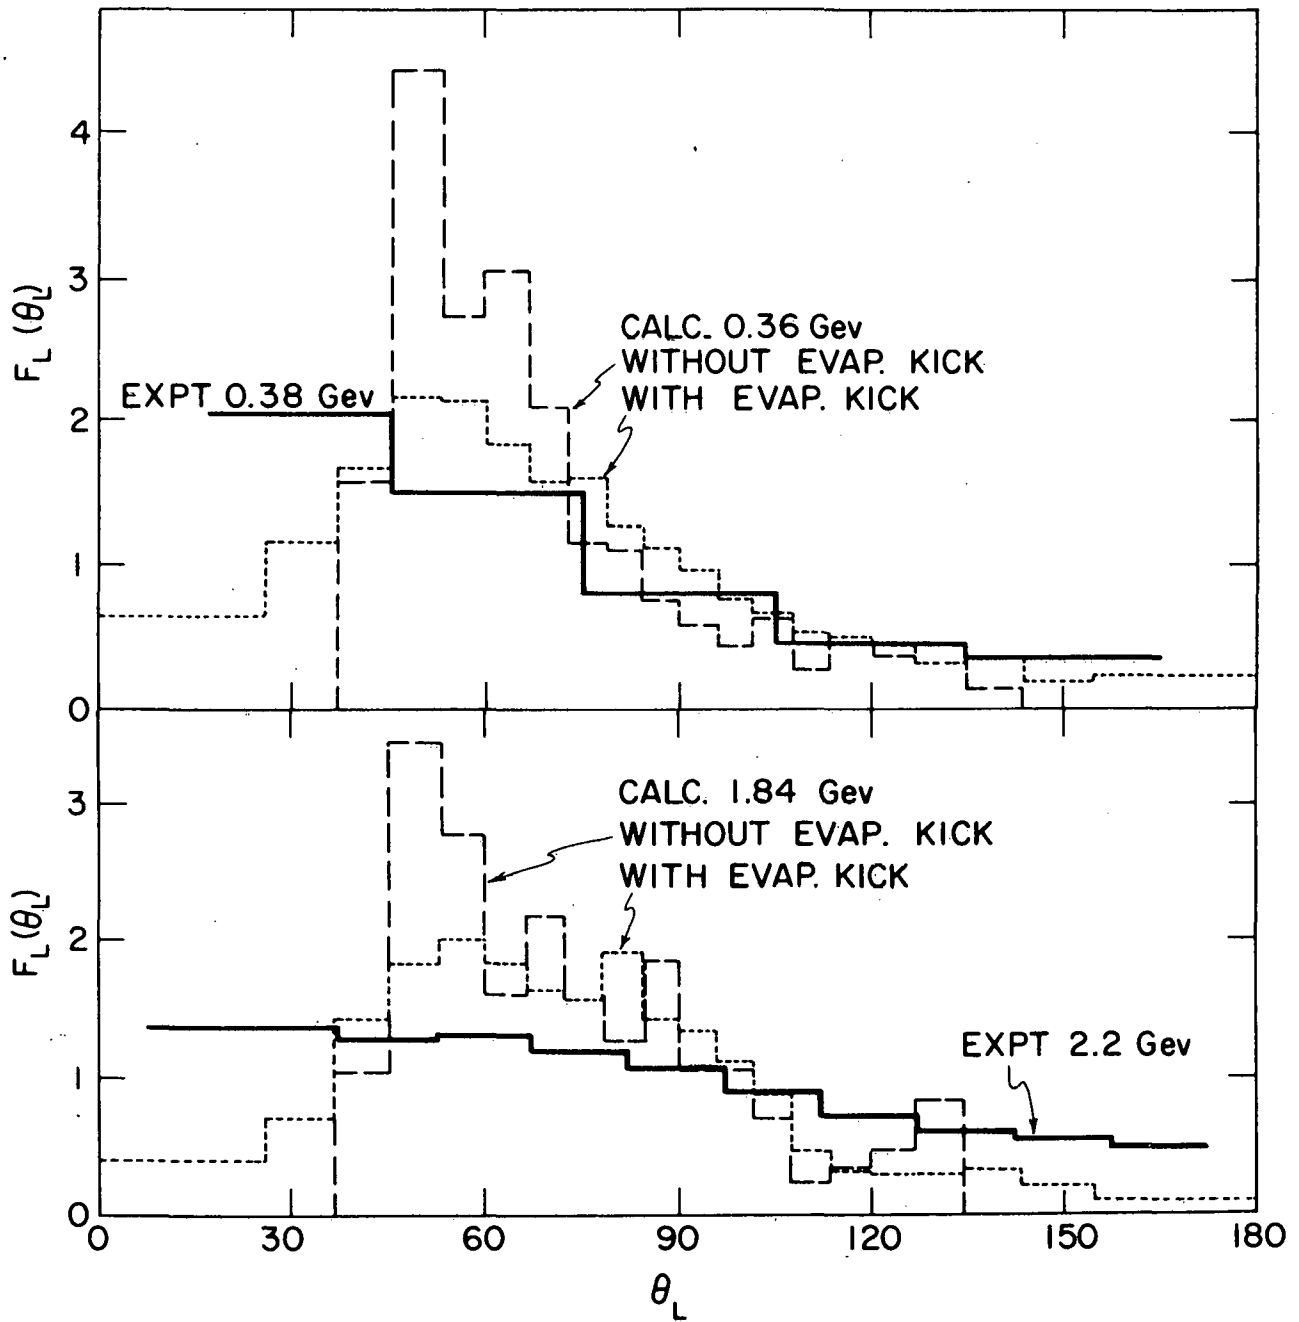 4
3
2
1
0
F_L (θ_L)
EXPT 0.38 Gev
CALC. 0.36 Gev
WITHOUT EVAP. KICK
WITH EVAP. KICK
3
2
1
0
F_L (θ_L)
CALC. 1.84 Gev
WITHOUT EVAP. KICK
WITH EVAP. KICK
EXPT 2.2 Gev
0 30 60 90 120 150 180
θ_L